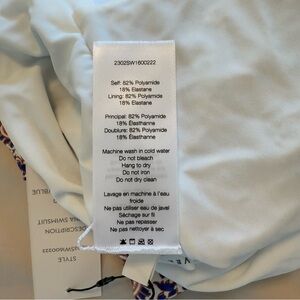 2302SW1600222
Self: 82% Polyamide
18% Elastane
Lining: 82% Polyamide
18% Elastane
Principal: 82% Polyamide
18% Élasthanne
Doublure: 82% Polyamide
18% Élasthanne
Machine wash in cold water
Do not bleach
Hang to dry
Do not iron
Do not dry clean
Lavage en machine à l'eau
froide
Ne pas utiliser eau de javel
Séchage sur fil
Ne pas repasser
Ne pas nettoyer à sec
STYLE
DESCRIPTION
SWIMSUIT
BLUE